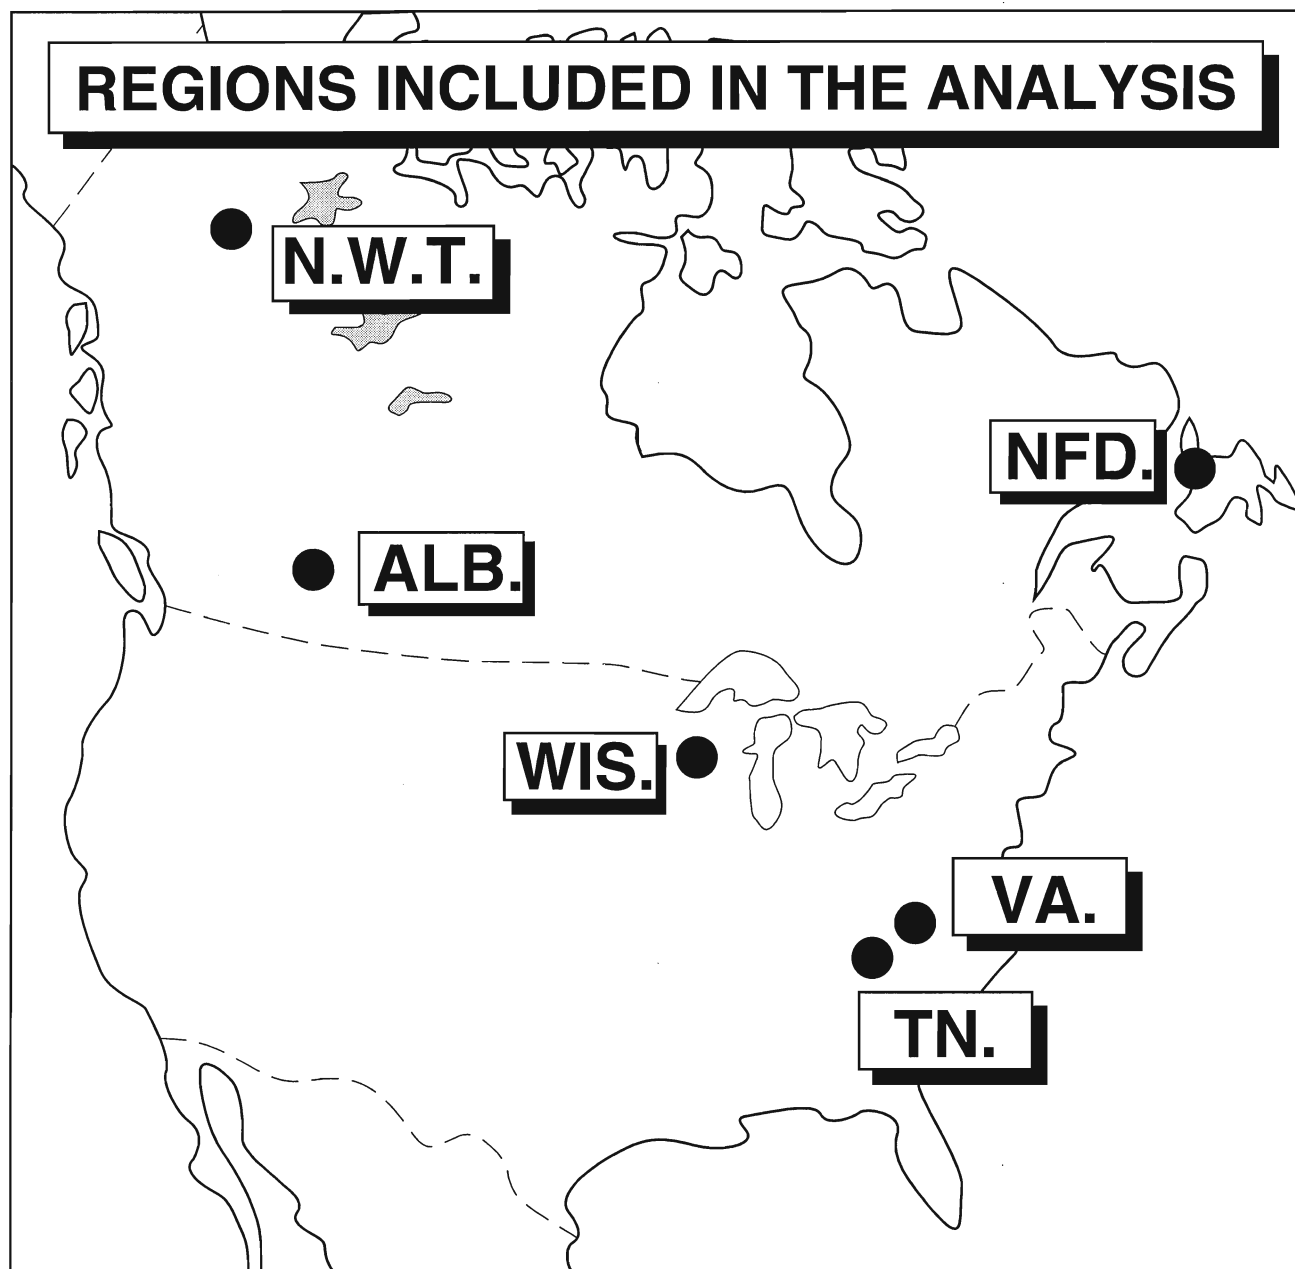 REGIONS INCLUDED IN THE ANALYSIS
N.W.T.
NFD.
ALB.
WIS.
VA.
TN.